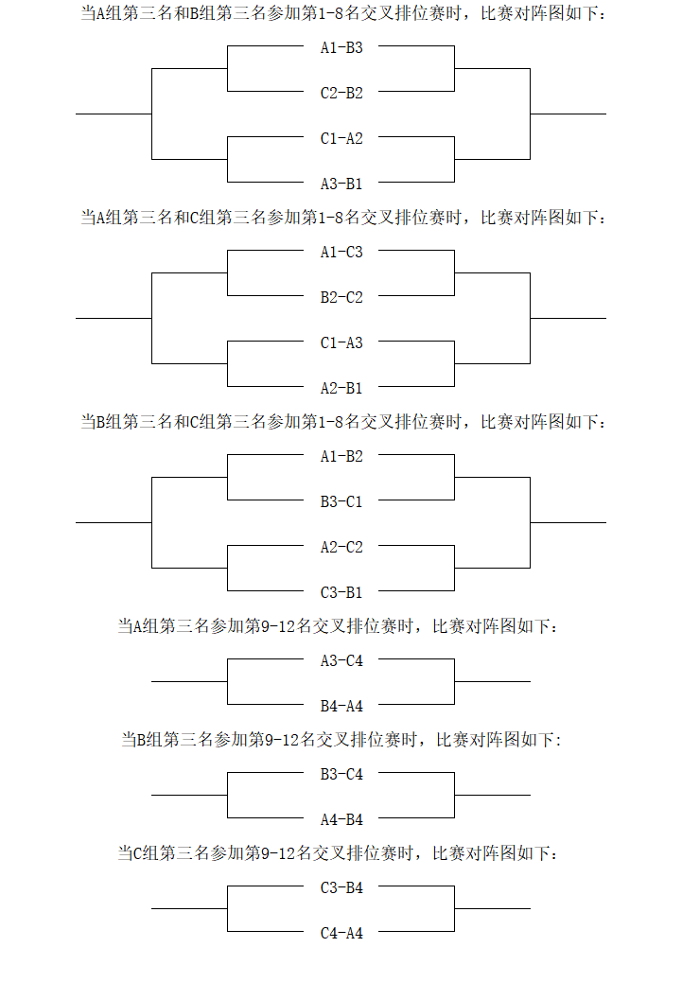 当A组第三名和B组第三名参加第1-8名交叉排位赛时，比赛对阵图如下：
A1-B3
C2-B2
C1-A2
A3-B1
当A组第三名和C组第三名参加第1-8名交叉排位赛时，比赛对阵图如下：
A1-C3
B2-C2
C1-A3
A2-B1
当B组第三名和C组第三名参加第1-8名交叉排位赛时，比赛对阵图如下：
A1-B2
B3-C1
A2-C2
C3-B1
当A组第三名参加第9-12名交叉排位赛时，比赛对阵图如下：
A3-C4
B4-A4
当B组第三名参加第9-12名交叉排位赛时，比赛对阵图如下：
B3-C4
A4-B4
当C组第三名参加第9-12名交叉排位赛时，比赛对阵图如下：
C3-B4
C4-A4